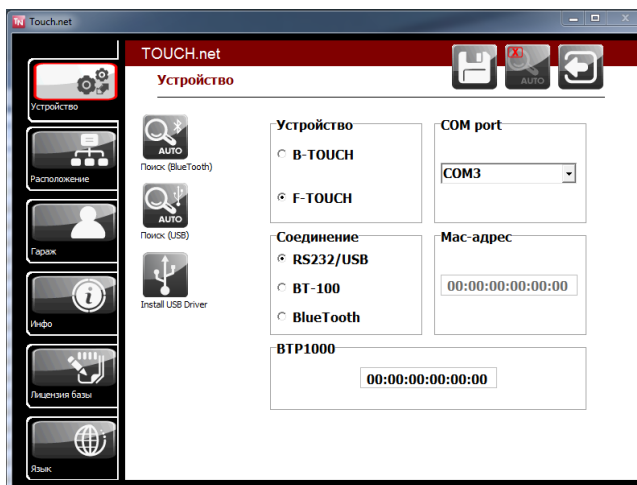 Touch.net
TOUCH.net
Устройство
AUTO
Устройство
Расположение
Гараж
Инфо
Лицензия базы
Язык
AUTO
Поиск (BlueTooth)
AUTO
Поиск (USB)
Install USB Driver
Устройство
B-TOUCH
F-TOUCH
COM port
COM3
Соединение
RS232/USB
BT-100
BlueTooth
Mac-адрес
00:00:00:00:00:00
BTP1000
00:00:00:00:00:00